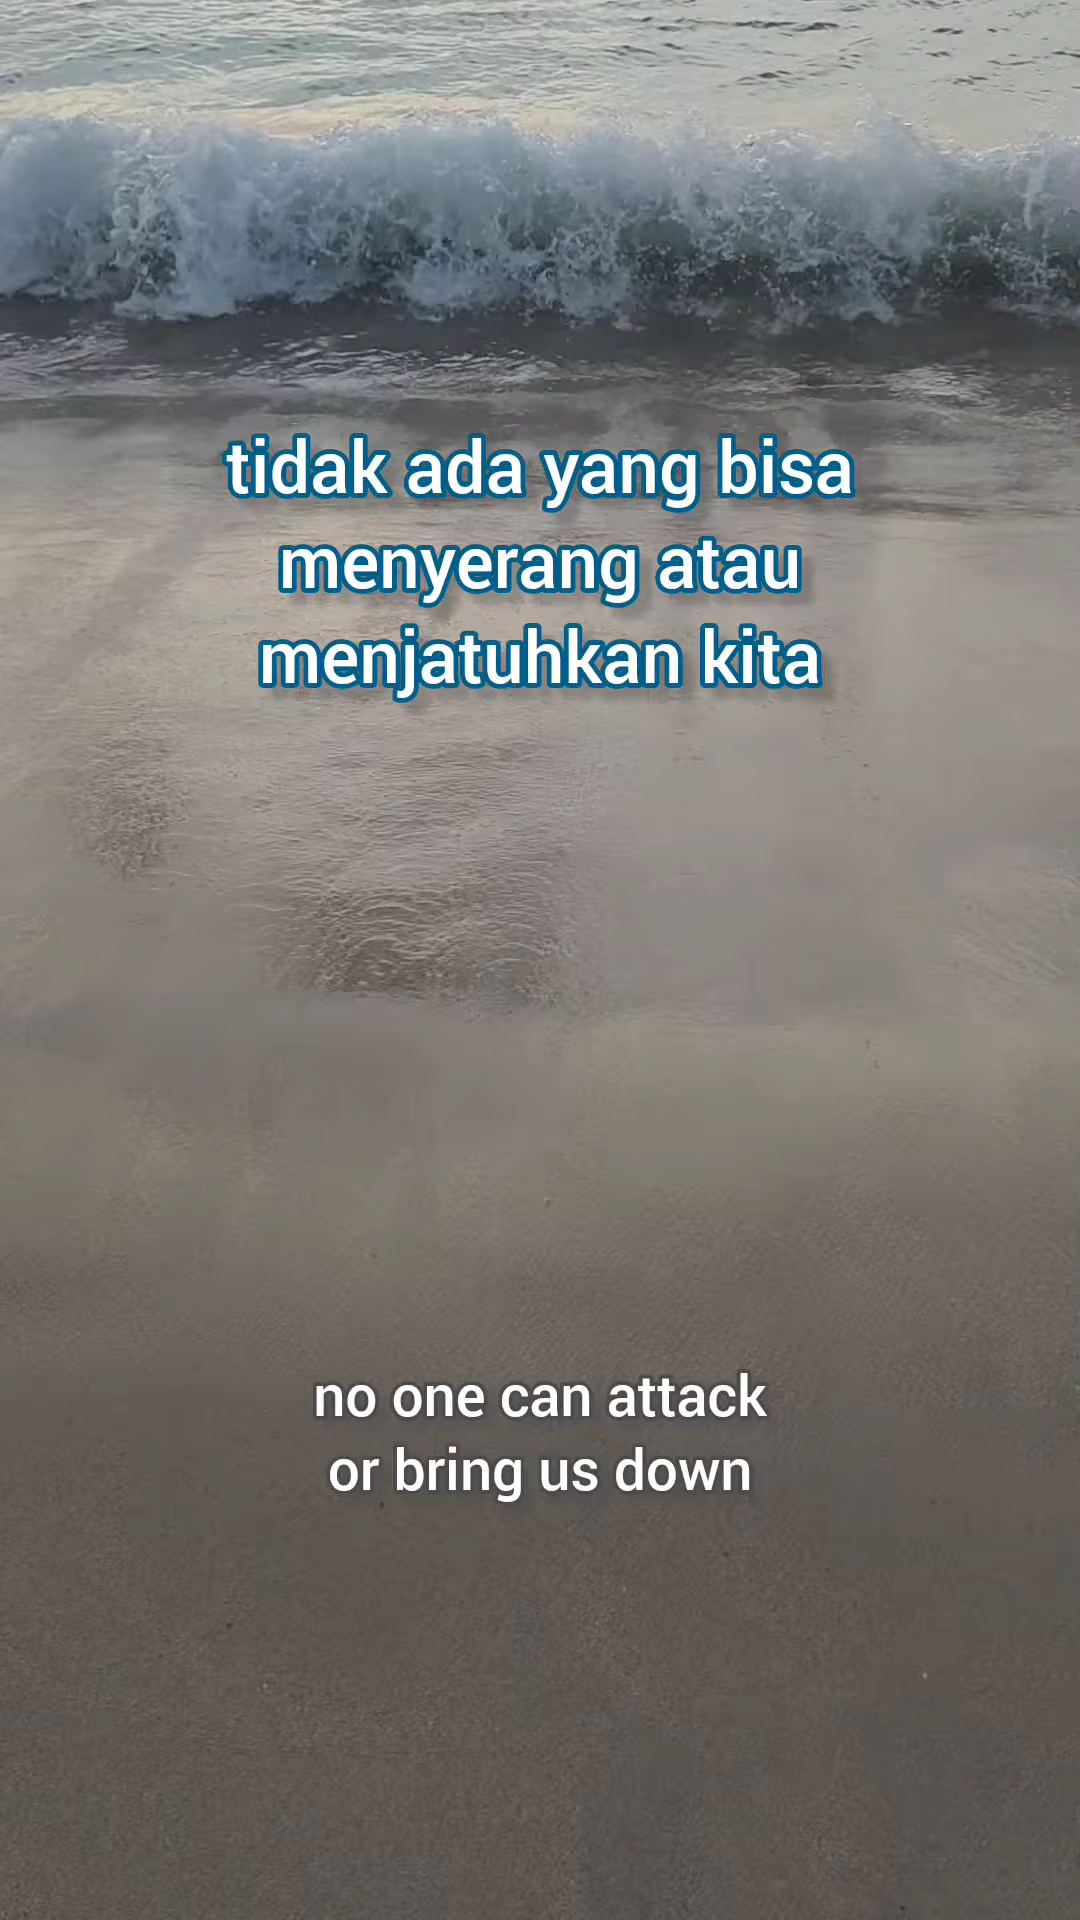 tidak ada yang bisa
menyerang atau
menjatuhkan kita
no one can attack
or bring us down